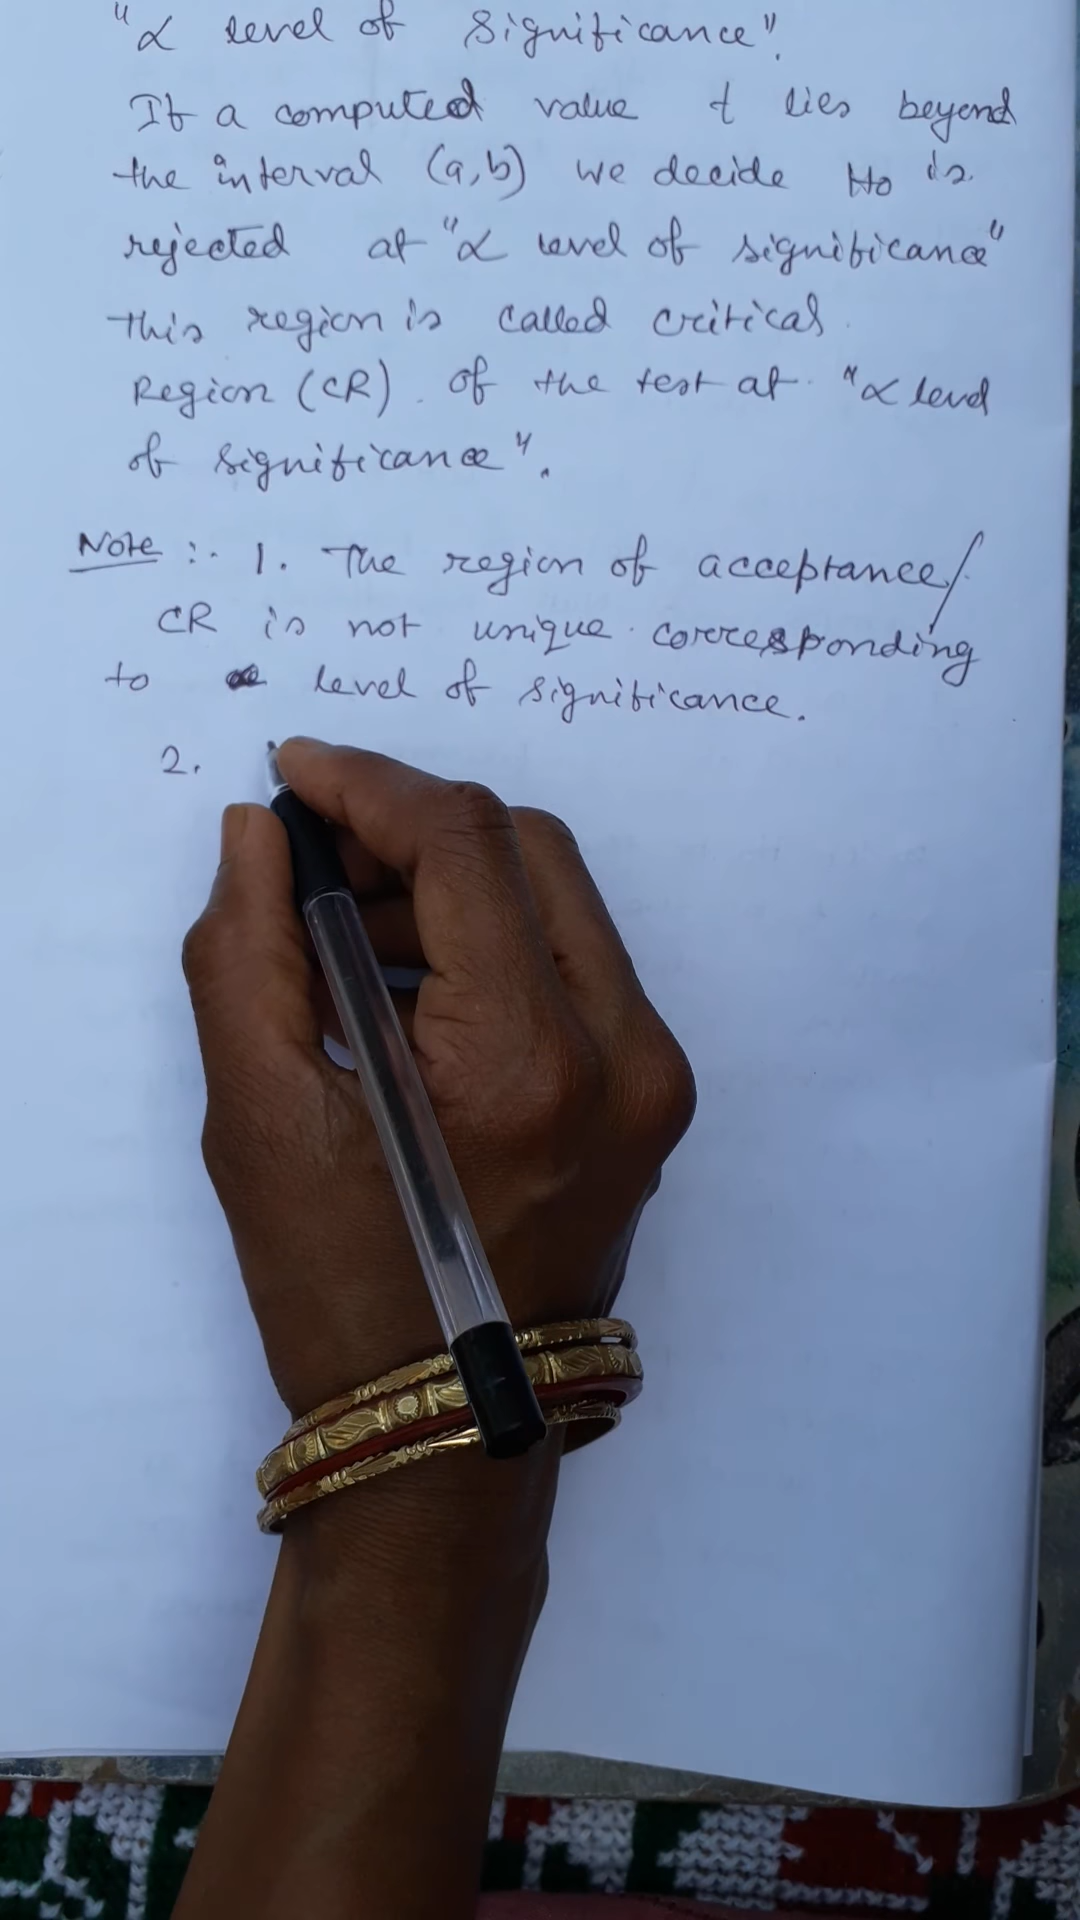 "α level of significance".
If a computed value t lies beyond
the interval (a,b) we decide Ho is
rejected at "α level of significance"
this region is called critical.
Region (CR). of the test at "α level
of significance".
Note :- 1. The region of acceptance/
CR is not unique corresponding
to level of significance.
2.